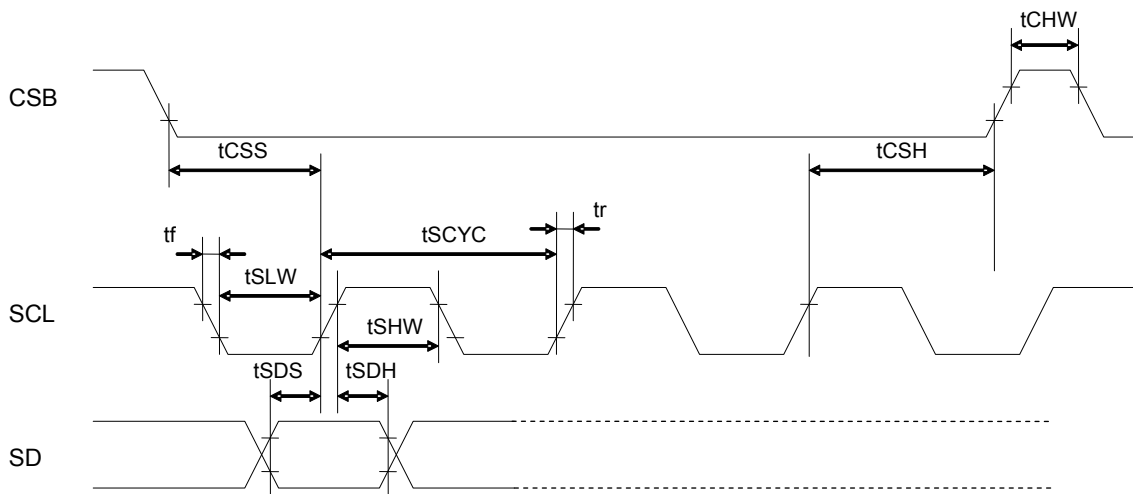 tCHW
CSB
tCSS
tCSH
tf
tSCYC
tr
tSLW
SCL
tSHW
tSDS
tSDH
SD